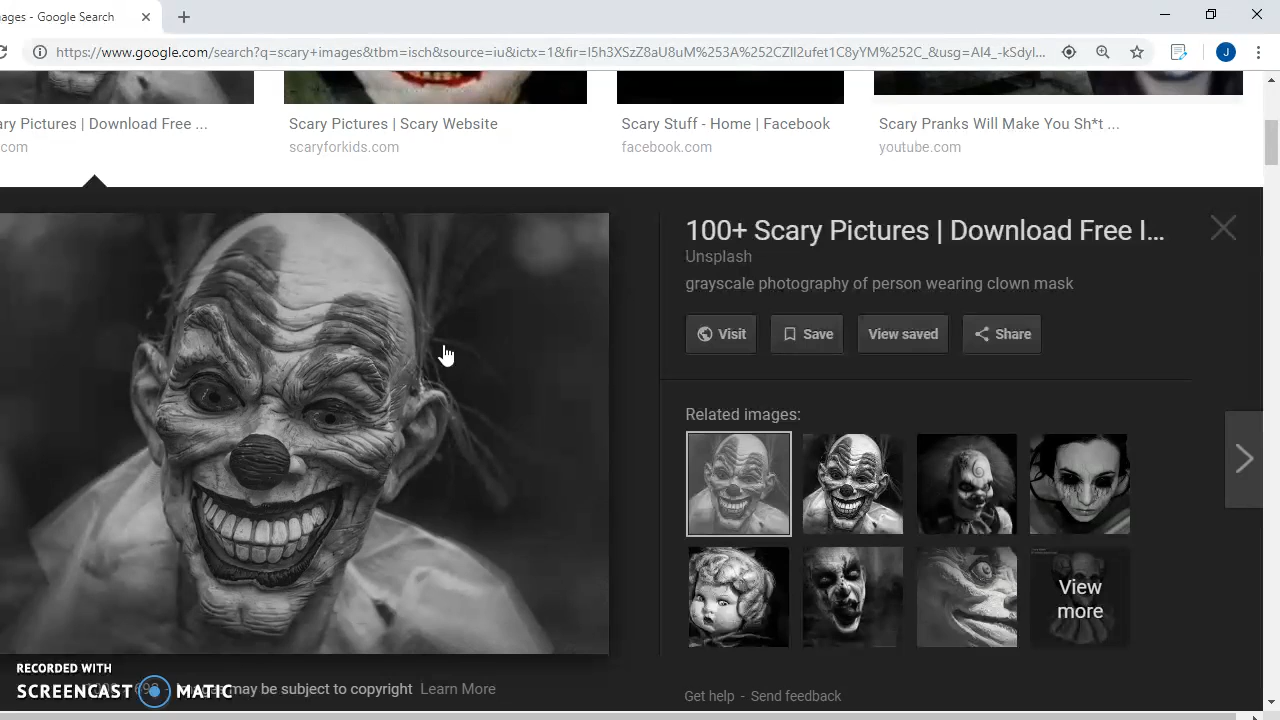 ages - Google Search
https://www.google.com/search?q=scary+images&tbm=isch&source=iu&ictx=1&fir=I5h3XSzZ8aU8uM%253A%252CZIl2ufet1C8yYM%252C_&usg=AI4_-kSdyl...
J
ary Pictures | Download Free ...
com
Scary Pictures | Scary Website
scaryforkids.com
Scary Stuff - Home | Facebook
facebook.com
Scary Pranks Will Make You Sh*t ...
youtube.com
100+ Scary Pictures | Download Free I...
Unsplash
grayscale photography of person wearing clown mask
Visit
Save
View saved
Share
Related images:
View
more
RECORDED WITH
SCREENCAST MATIC
may be subject to copyright Learn More
Get help - Send feedback